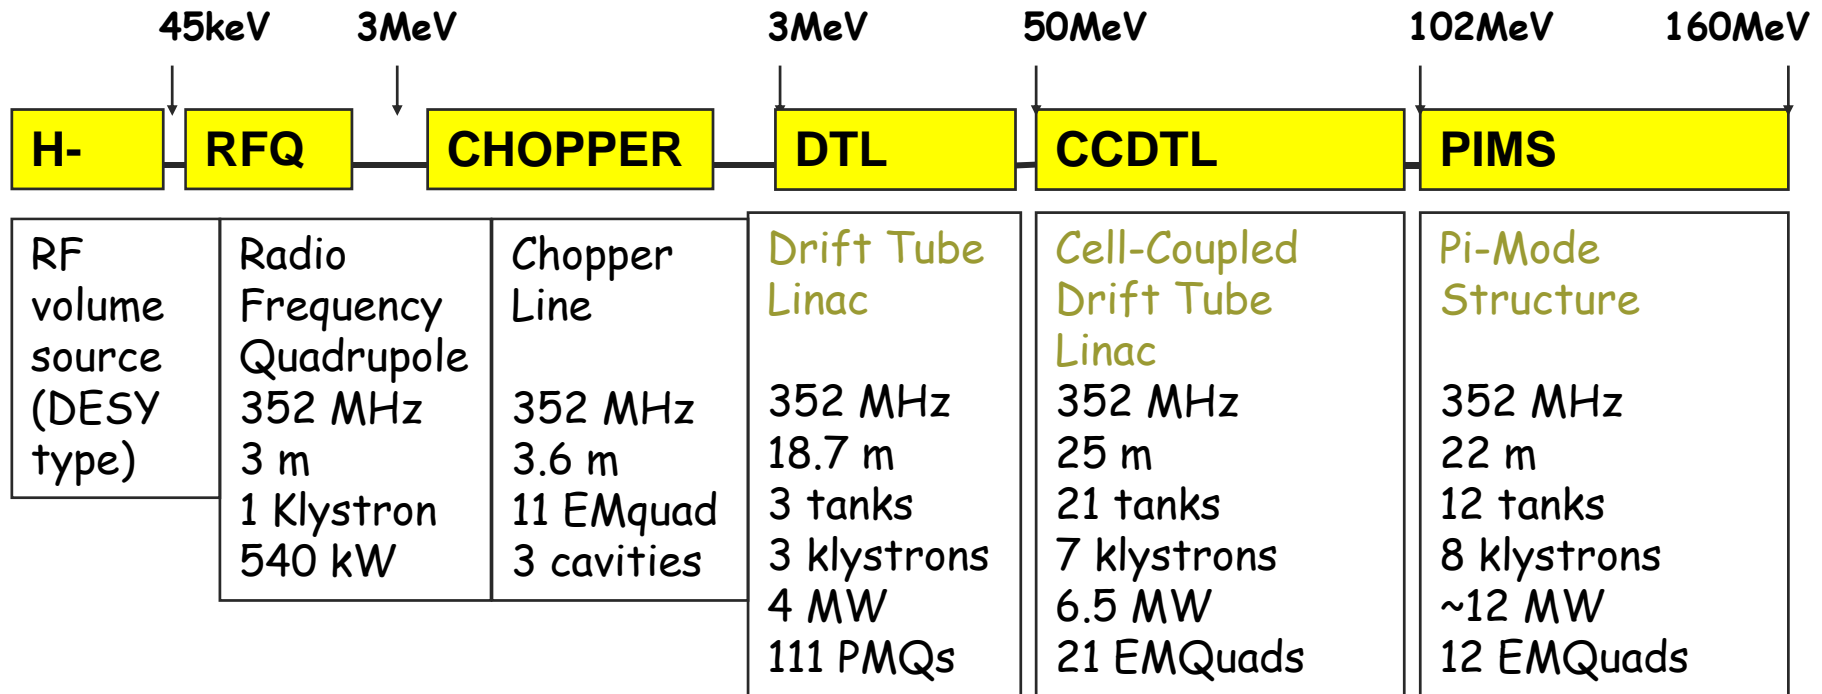 45keV 3MeV 3MeV 50MeV 102MeV 160MeV
H- RFQ CHOPPER DTL CCDTL PIMS
RF
volume
source
(DESY
type)
Radio
Frequency
Quadrupole
352 MHz
3 m
1 Klystron
540 kW
Chopper
Line
352 MHz
3.6 m
11 EMquad
3 cavities
Drift Tube
Linac
352 MHz
18.7 m
3 tanks
3 klystrons
4 MW
111 PMQs
Cell-Coupled
Drift Tube
Linac
352 MHz
25 m
21 tanks
7 klystrons
6.5 MW
21 EMQuads
Pi-Mode
Structure
352 MHz
22 m
12 tanks
8 klystrons
~12 MW
12 EMQuads